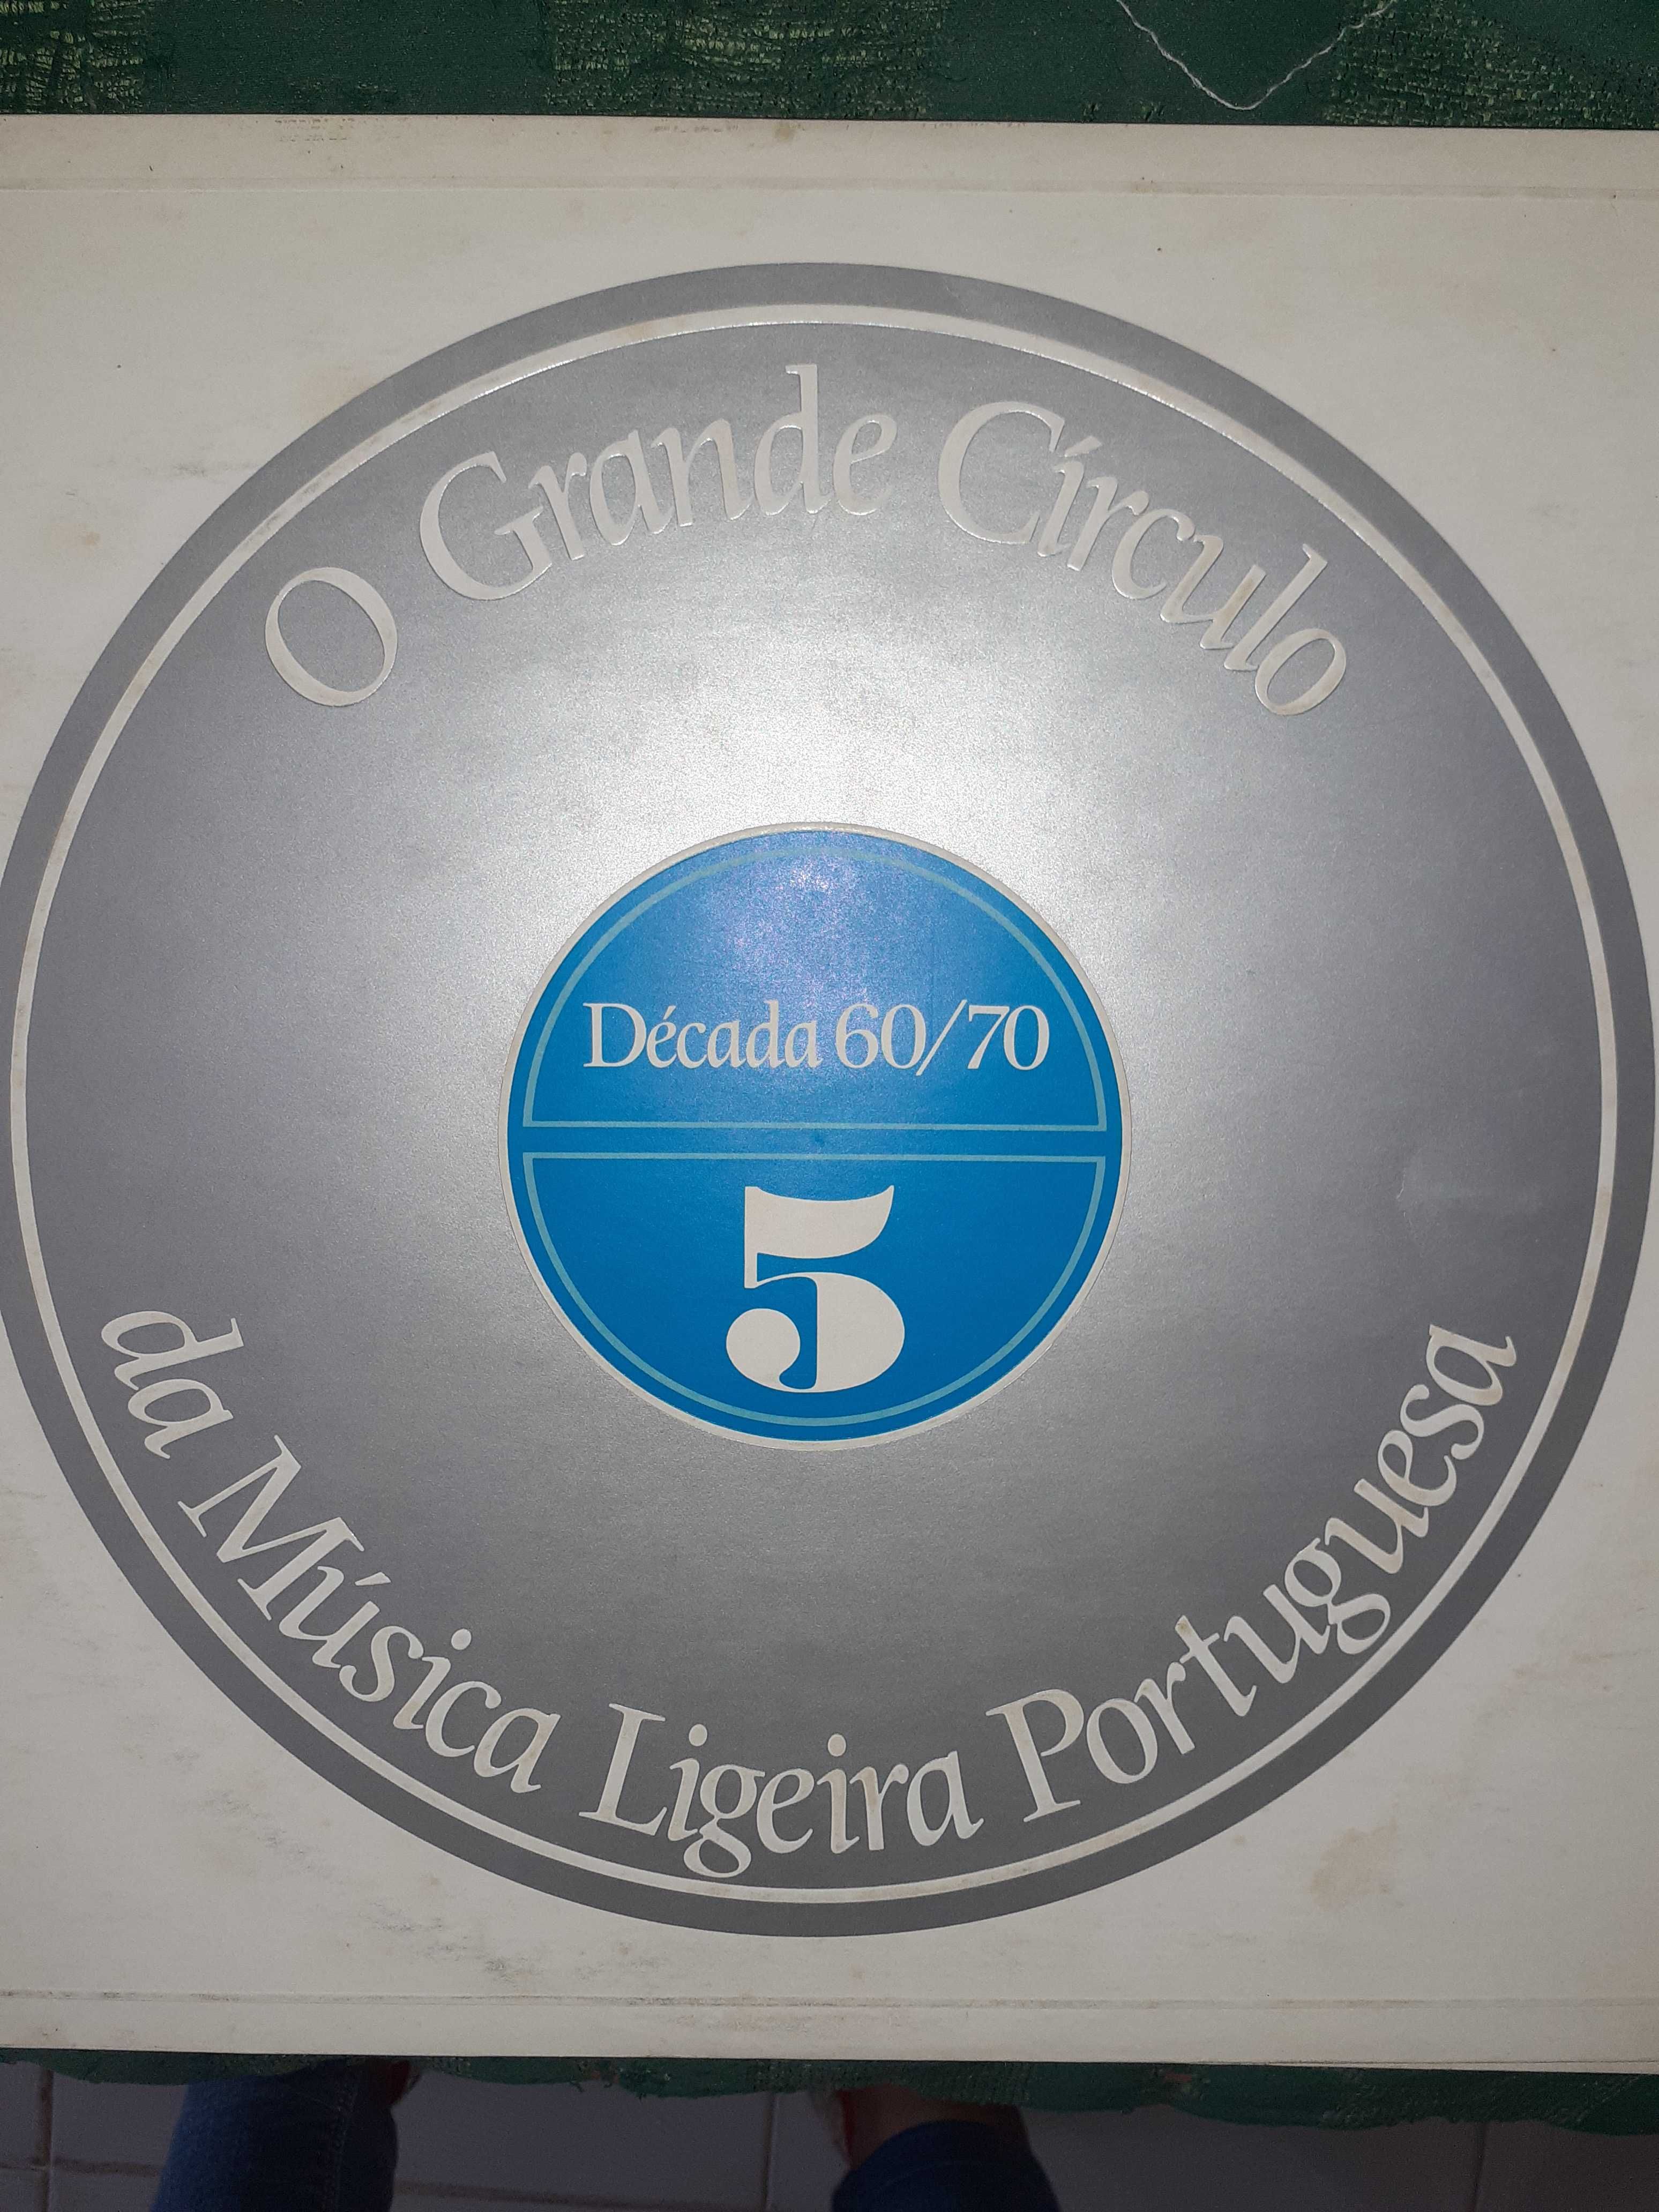 O Grande Círculo
Década 60/70
5
da Música Ligeira Portuguesa